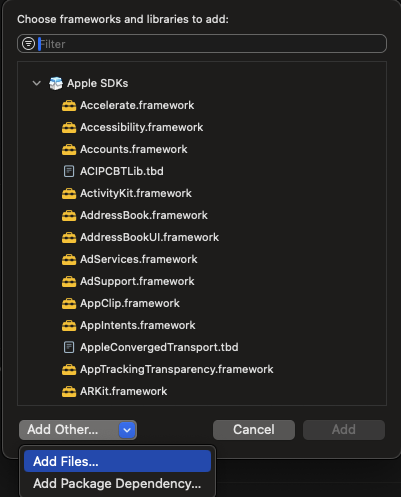 Choose frameworks and libraries to add:
Filter
Apple SDKs
Accelerate.framework
Accessibility.framework
Accounts.framework
ACIPCBTLib.tbd
ActivityKit.framework
AddressBook.framework
AddressBookUI.framework
AdServices.framework
AdSupport.framework
AppClip.framework
AppIntents.framework
AppleConvergedTransport.tbd
AppTrackingTransparency.framework
ARKit.framework
Add Other... Cancel Add
Add Files...
Add Package Dependency...